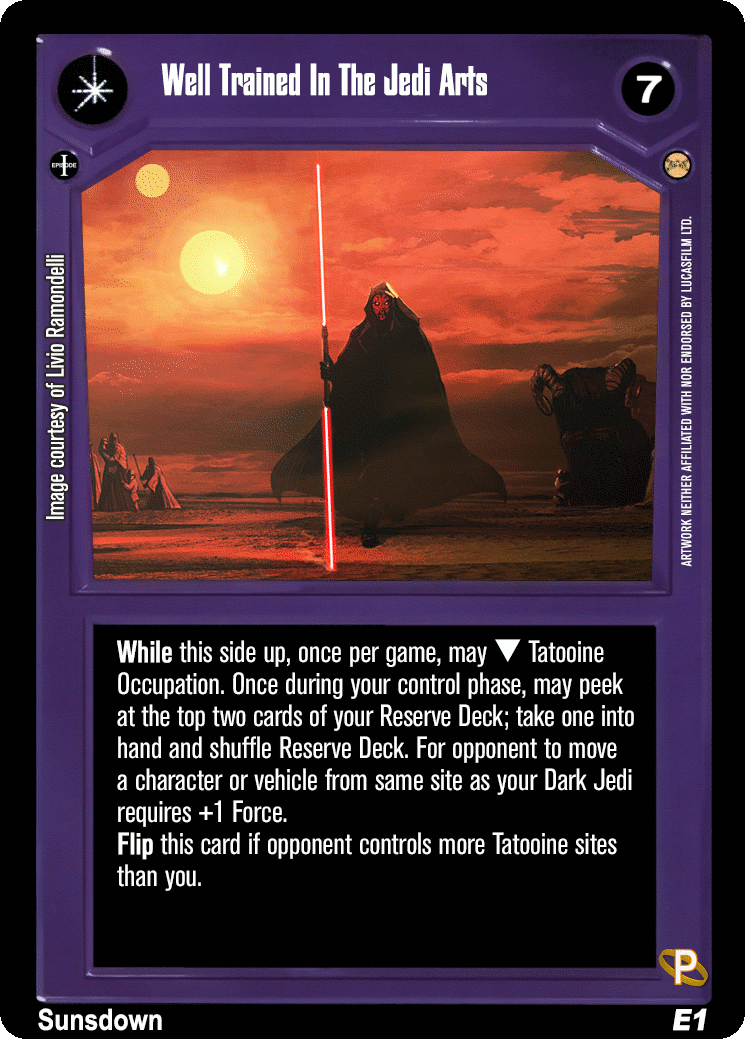 Well Trained In The Jedi Arts
7
EPISODE
I
Image courtesy of Livio Ramondelli
ARTWORK NEITHER AFFILIATED WITH NOR ENDORSED BY LUCASFILM LTD.
While this side up, once per game, may ▼ Tatooine
Occupation. Once during your control phase, may peek
at the top two cards of your Reserve Deck; take one into
hand and shuffle Reserve Deck. For opponent to move
a character or vehicle from same site as your Dark Jedi
requires +1 Force.
Flip this card if opponent controls more Tatooine sites
than you.
P
Sunsdown
E1